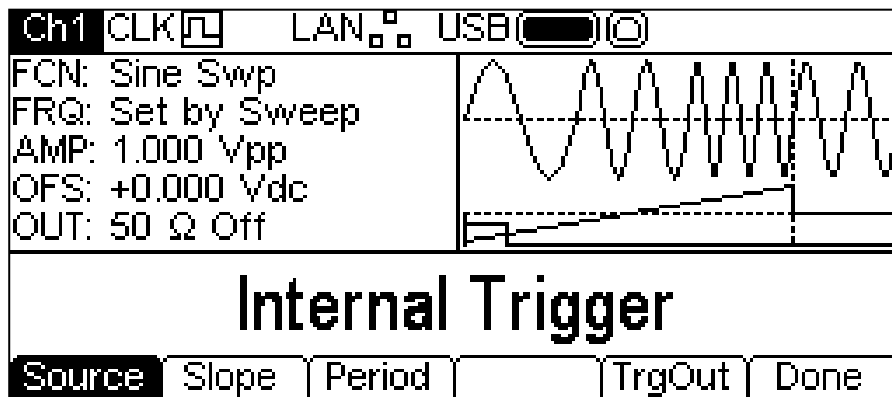 Ch1 CLK LAN USB
FCN: Sine Swp
FRQ: Set by Sweep
AMP: 1.000 Vpp
OFS: +0.000 Vdc
OUT: 50 Ω Off
Internal Trigger
Source Slope Period TrgOut Done